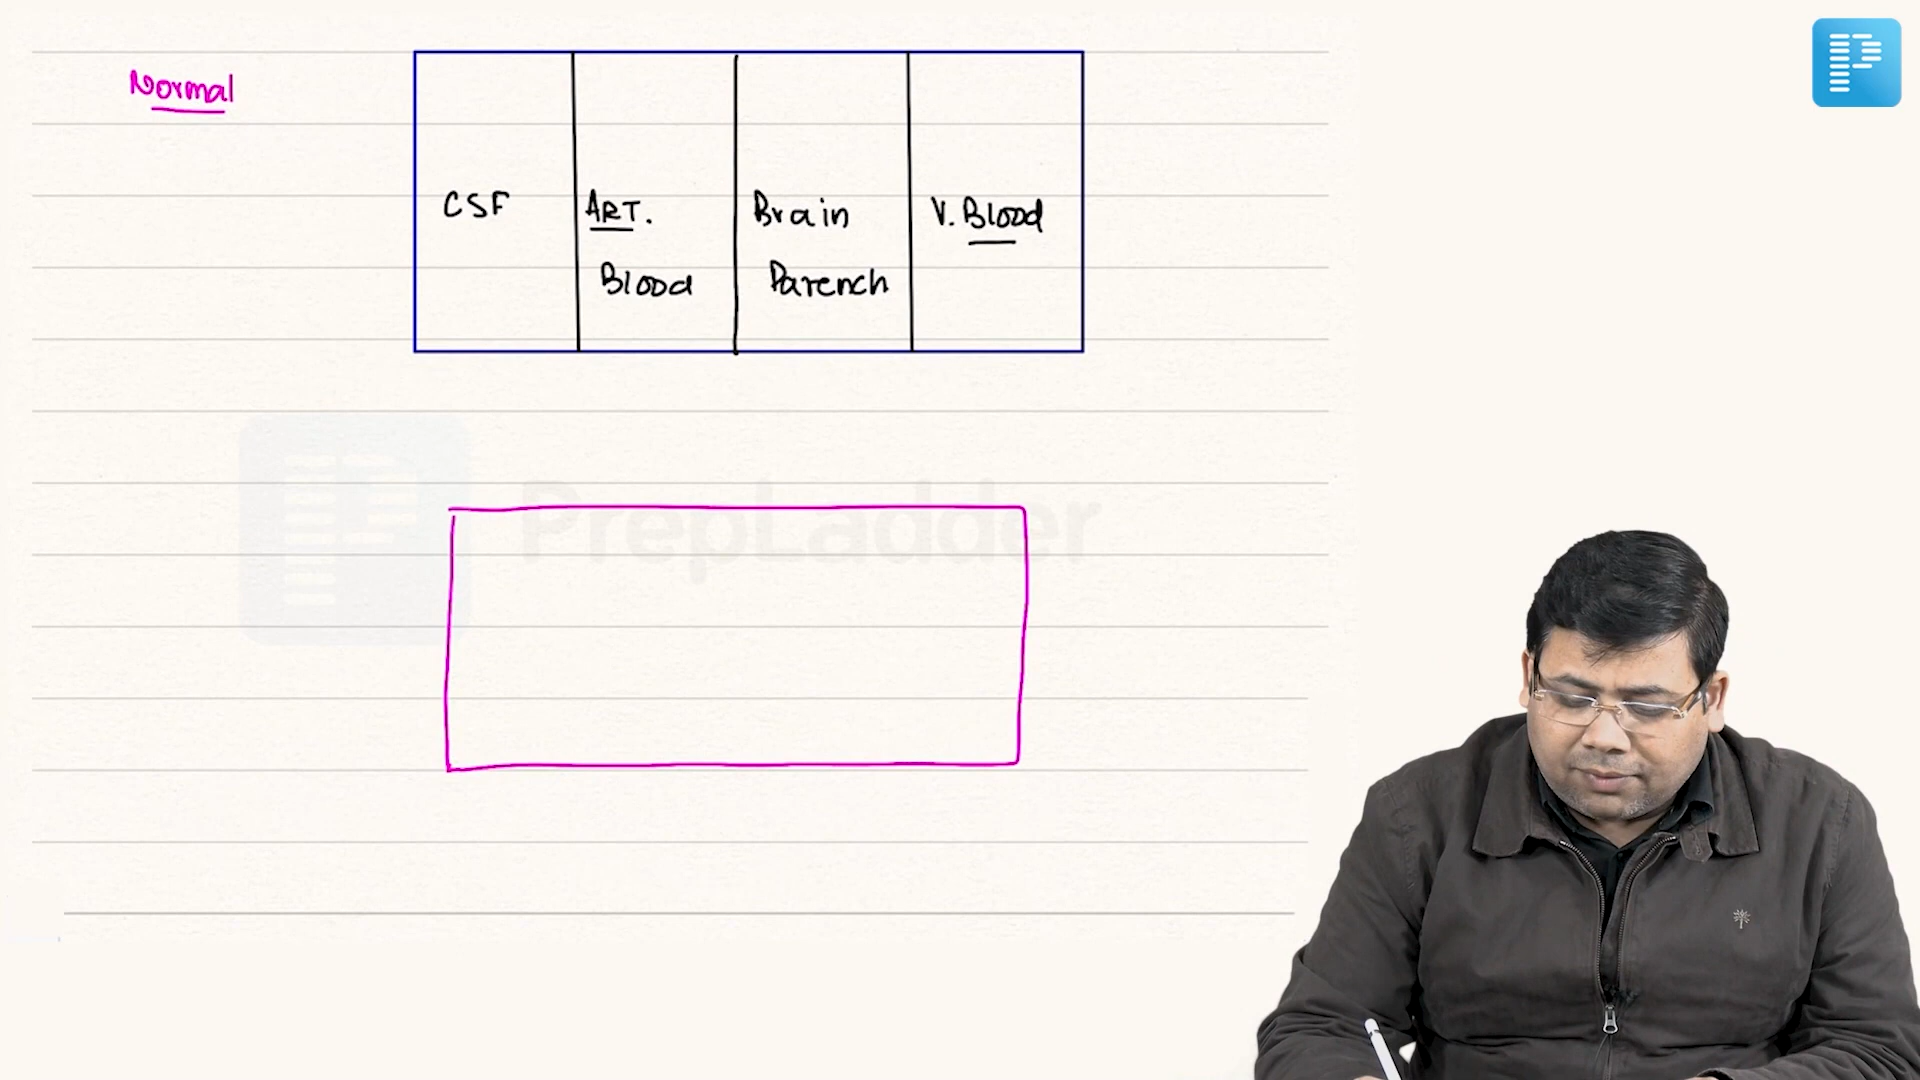 Normal
CSF
ART.
Blood
Brain
Parench
V. Blood
PrepLadder